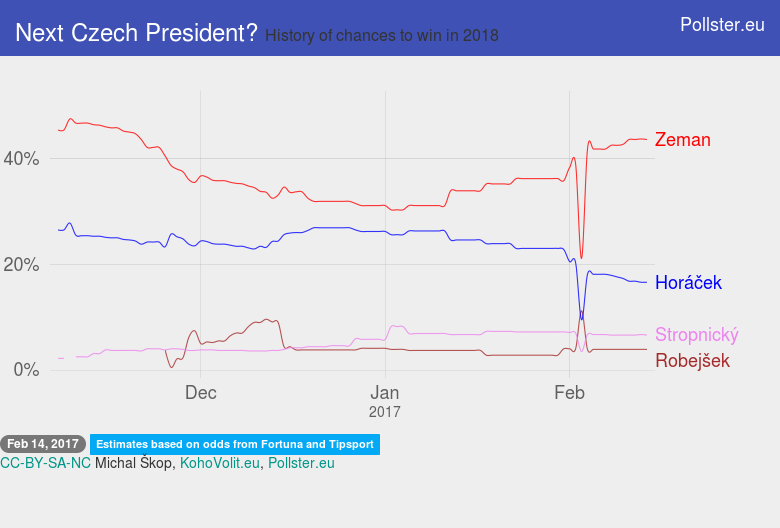 Next Czech President? History of chances to win in 2018
Pollster.eu
Zeman
40%
20%
Horáček
Stropnický
Robejšek
0%
Dec
Jan
Feb
2017
Feb 14, 2017 Estimates based on odds from Fortuna and Tipsport
CC-BY-SA-NC Michal Škop, KohoVolit.eu, Pollster.eu